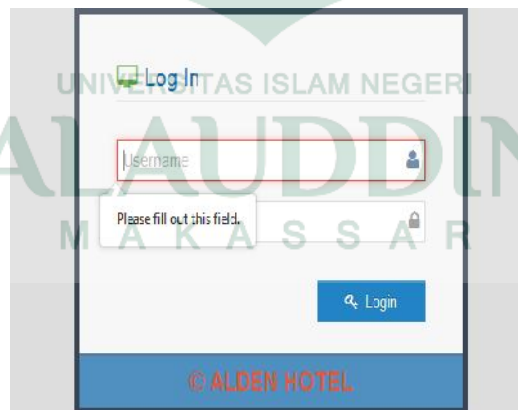 Log In
UNIVERSITAS ISLAM NEGERI
Username
ALAUDDIN
Please fill out this field.
MAKASSAR
Login
© ALDEN HOTEL